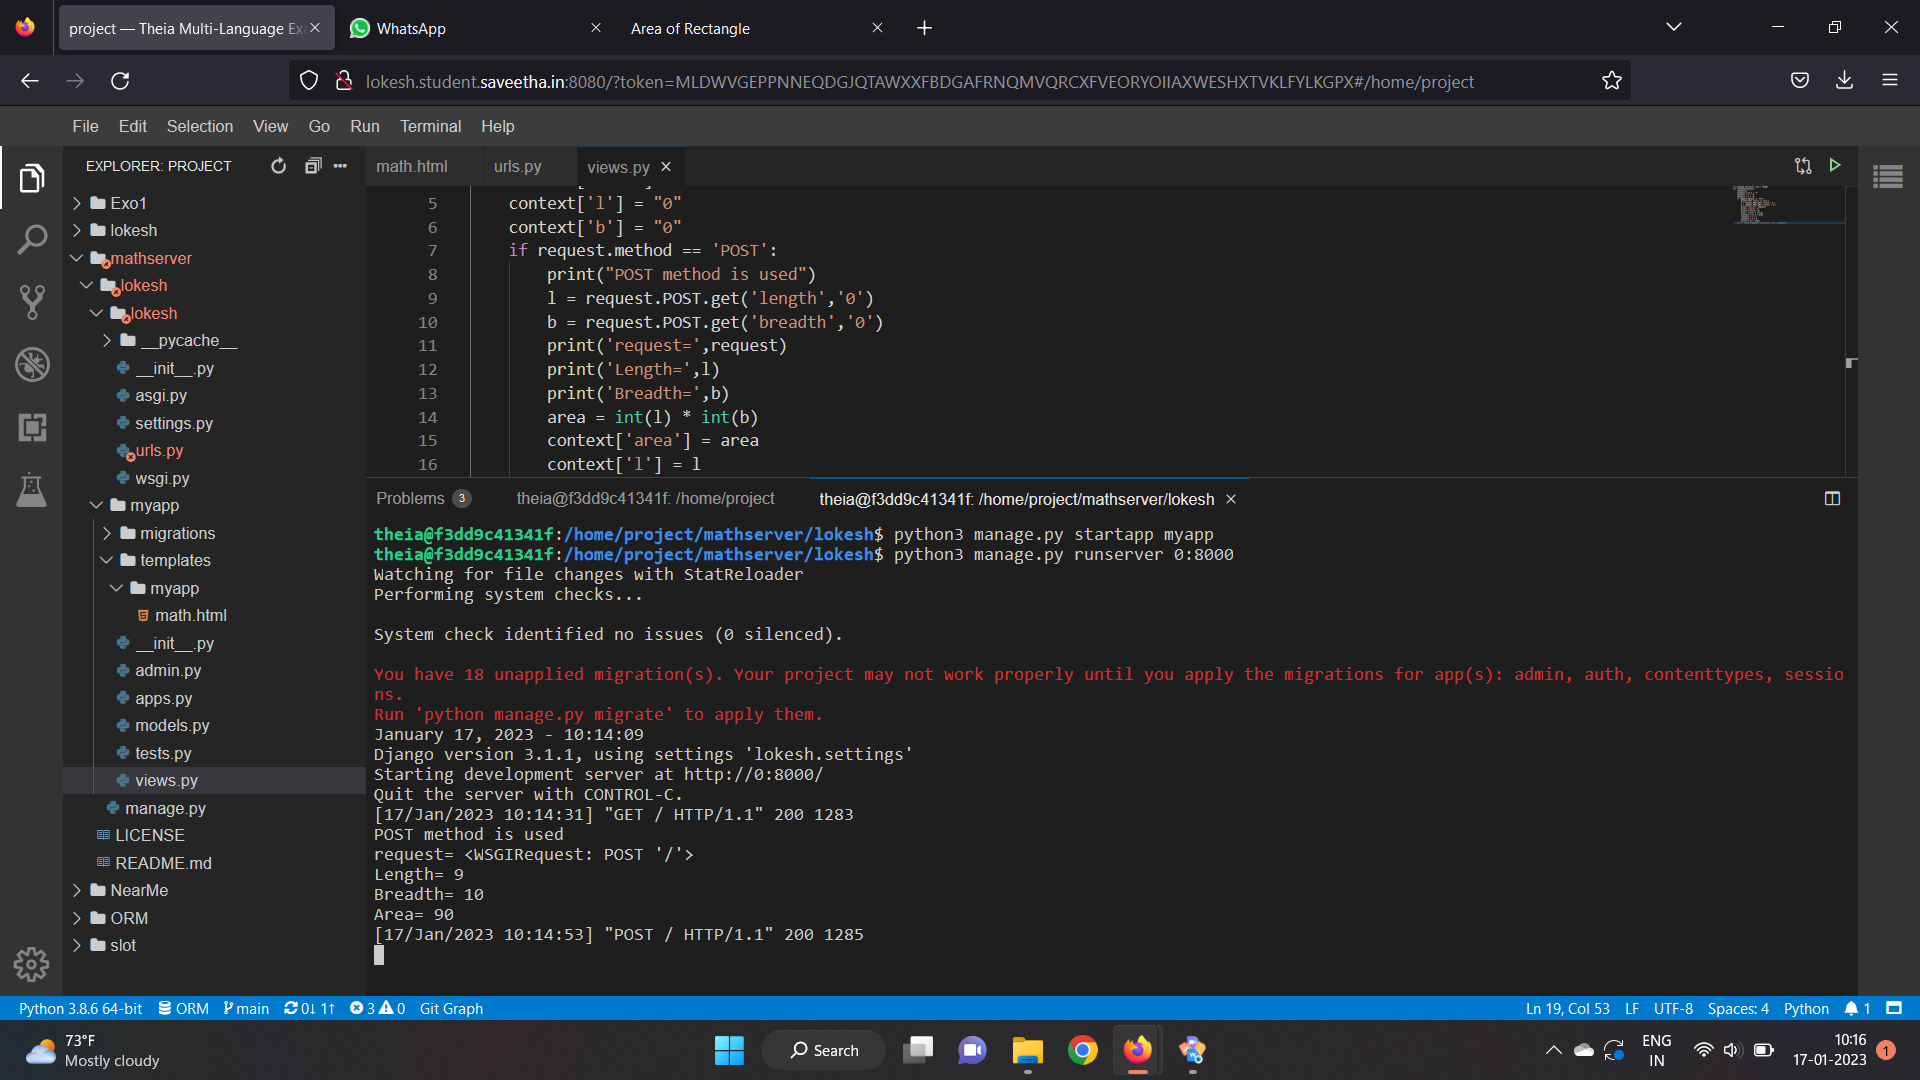 project — Theia Multi-Language Ex
WhatsApp
Area of Rectangle
lokesh.student.saveetha.in:8080/?token=MLDWVGEPPNNEQDGJQTAWXXFBDGAFRNQMVQRCXFVEORYOIIAXWESHXTVKLFYLKGPX#/home/project
File Edit Selection View Go Run Terminal Help
EXPLORER: PROJECT
Exo1
lokesh
mathserver
lokesh
lokesh
__pycache__
__init__.py
asgi.py
settings.py
urls.py
wsgi.py
myapp
migrations
templates
myapp
math.html
__init__.py
admin.py
apps.py
models.py
tests.py
views.py
manage.py
LICENSE
README.md
NearMe
ORM
slot
math.html urls.py views.py
5 context['l'] = "0"
6 context['b'] = "0"
7 if request.method == 'POST':
8 print("POST method is used")
9 l = request.POST.get('length','0')
10 b = request.POST.get('breadth','0')
11 print('request=',request)
12 print('Length=',l)
13 print('Breadth=',b)
14 area = int(l) * int(b)
15 context['area'] = area
16 context['l'] = l
Problems 3 theia@f3dd9c41341f: /home/project theia@f3dd9c41341f: /home/project/mathserver/lokesh
theia@f3dd9c41341f:/home/project/mathserver/lokesh$ python3 manage.py startapp myapp
theia@f3dd9c41341f:/home/project/mathserver/lokesh$ python3 manage.py runserver 0:8000
Watching for file changes with StatReloader
Performing system checks...
System check identified no issues (0 silenced).
You have 18 unapplied migration(s). Your project may not work properly until you apply the migrations for app(s): admin, auth, contenttypes, sessio
ns.
Run 'python manage.py migrate' to apply them.
January 17, 2023 - 10:14:09
Django version 3.1.1, using settings 'lokesh.settings'
Starting development server at http://0:8000/
Quit the server with CONTROL-C.
[17/Jan/2023 10:14:31] "GET / HTTP/1.1" 200 1283
POST method is used
request= <WSGIRequest: POST '/'>
Length= 9
Breadth= 10
Area= 90
[17/Jan/2023 10:14:53] "POST / HTTP/1.1" 200 1285
Python 3.8.6 64-bit ORM main 0↓ 1↑ 3 0 Git Graph
Ln 19, Col 53 LF UTF-8 Spaces: 4 Python 1
73°F
Mostly cloudy
Search
ENG
IN
10:16
17-01-2023
1